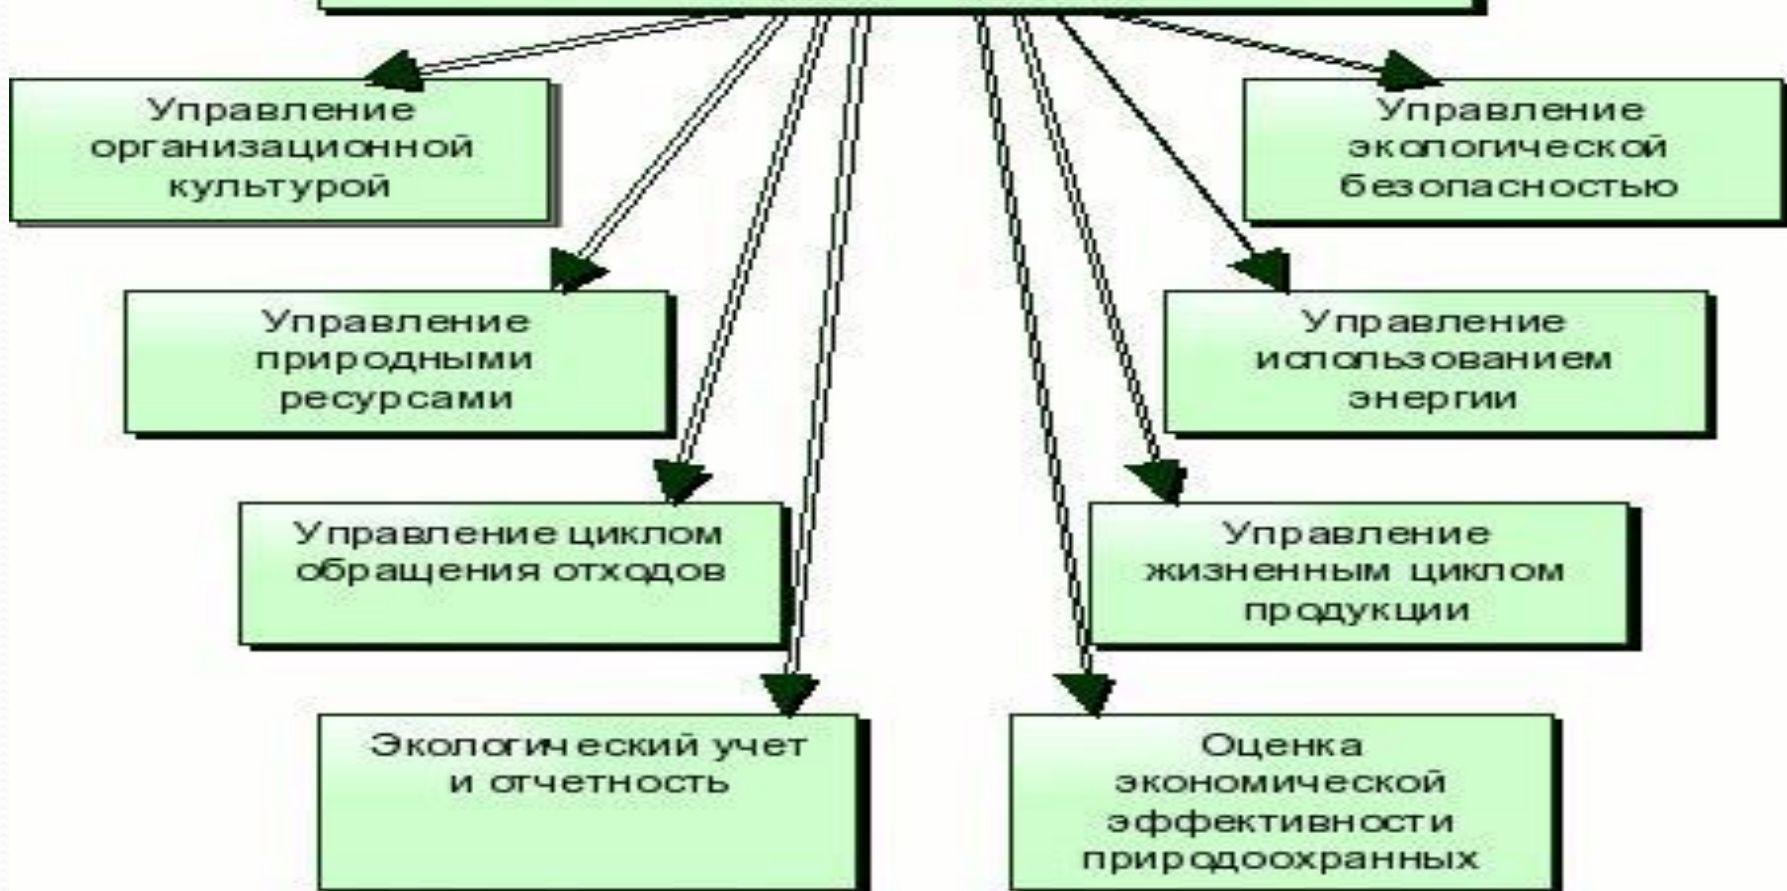 Управление
организационной
культурой
Управление
экологической
безопасностью
Управление
природными
ресурсами
Управление
использованием
энергии
Управление циклом
обращения отходов
Управление
жизненным циклом
продукции
Экологический учет
и отчетность
Оценка
экономической
эффективности
природоохранных